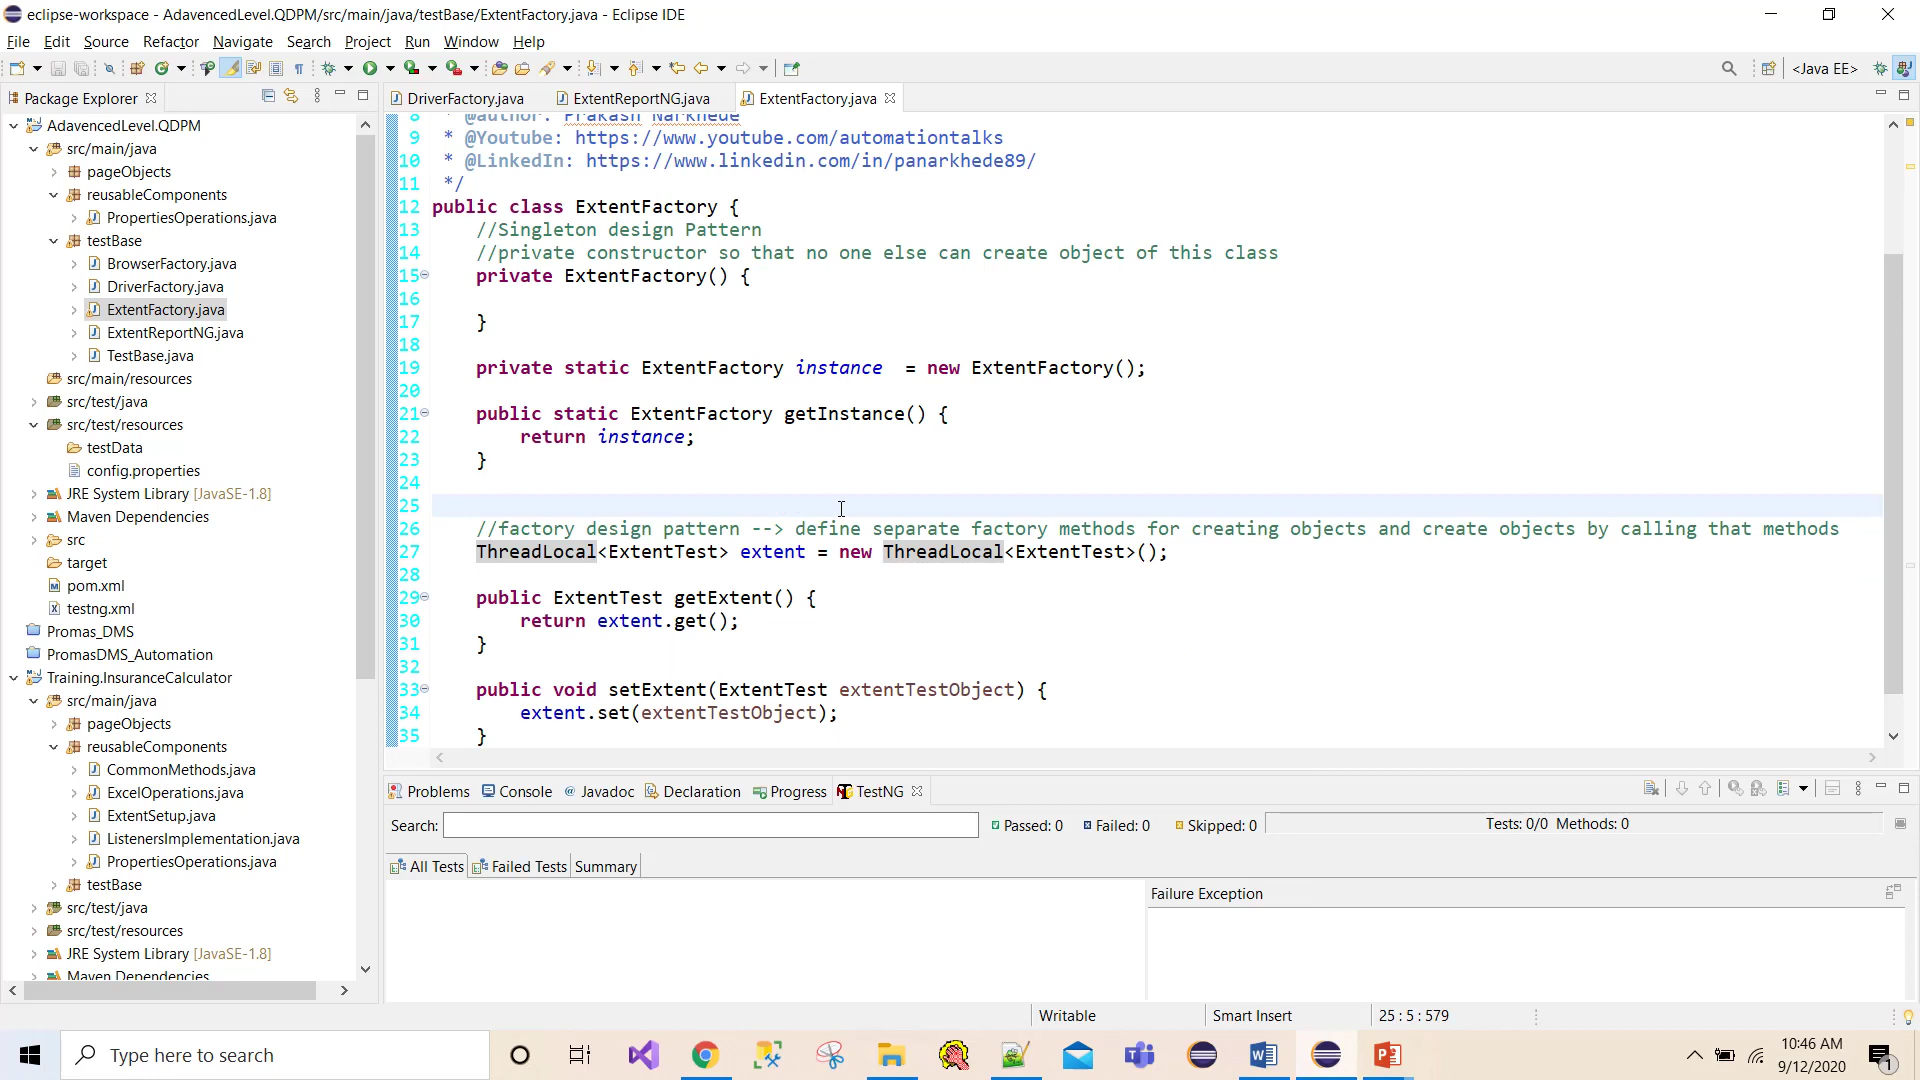 eclipse-workspace - AdavencedLevel.QDPM/src/main/java/testBase/ExtentFactory.java - Eclipse IDE
File Edit Source Refactor Navigate Search Project Run Window Help
<Java EE>
Package Explorer
DriverFactory.java ExtentReportNG.java ExtentFactory.java
AdavencedLevel.QDPM
src/main/java
pageObjects
reusableComponents
PropertiesOperations.java
testBase
BrowserFactory.java
DriverFactory.java
ExtentFactory.java
ExtentReportNG.java
TestBase.java
src/main/resources
src/test/java
src/test/resources
testData
config.properties
JRE System Library [JavaSE-1.8]
Maven Dependencies
src
target
pom.xml
testng.xml
Promas_DMS
PromasDMS_Automation
Training.InsuranceCalculator
src/main/java
pageObjects
reusableComponents
CommonMethods.java
ExcelOperations.java
ExtentSetup.java
ListenersImplementation.java
PropertiesOperations.java
testBase
src/test/java
src/test/resources
JRE System Library [JavaSE-1.8]
Maven Dependencies
8 * @author: Prakash Narkhede
9 * @Youtube: https://www.youtube.com/automationtalks
10 * @LinkedIn: https://www.linkedin.com/in/panarkhede89/
11 */
12 public class ExtentFactory {
13 //Singleton design Pattern
14 //private constructor so that no one else can create object of this class
15 private ExtentFactory() {
16
17 }
18
19 private static ExtentFactory instance = new ExtentFactory();
20
21 public static ExtentFactory getInstance() {
22 return instance;
23 }
24
25
26 //factory design pattern --> define separate factory methods for creating objects and create objects by calling that methods
27 ThreadLocal<ExtentTest> extent = new ThreadLocal<ExtentTest>();
28
29 public ExtentTest getExtent() {
30 return extent.get();
31 }
32
33 public void setExtent(ExtentTest extentTestObject) {
34 extent.set(extentTestObject);
35 }
Problems Console @ Javadoc Declaration Progress TestNG
Search: Passed: 0 Failed: 0 Skipped: 0 Tests: 0/0 Methods: 0
All Tests Failed Tests Summary
Failure Exception
Writable Smart Insert 25 : 5 : 579
Type here to search
10:46 AM
9/12/2020
1